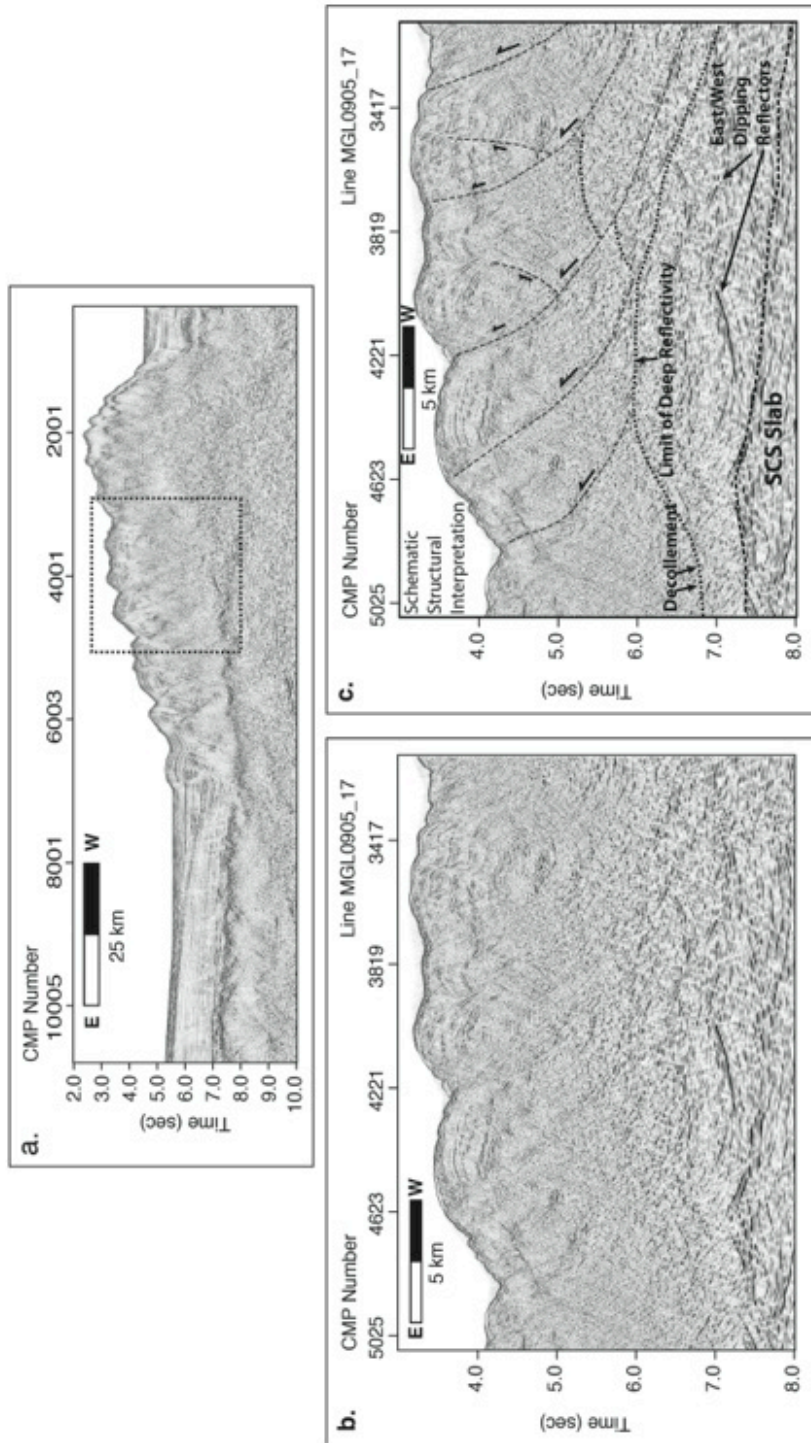 a.
CMP Number
10005 8001 6003 4001 2001
E W
25 km
2.0
3.0
4.0
5.0
6.0
7.0
8.0
9.0
10.0
Time (sec)
b.
CMP Number
Line MGL0905_17
5025 4623 4221 3819 3417
E W
5 km
4.0
5.0
6.0
7.0
8.0
Time (sec)
c.
CMP Number
Line MGL0905_17
5025 4623 4221 3819 3417
Schematic
Structural
Interpretation
E W
5 km
4.0
5.0
6.0
7.0
8.0
Time (sec)
Decollement
Limit of Deep Reflectivity
East/West
Dipping
Reflectors
SCS Slab